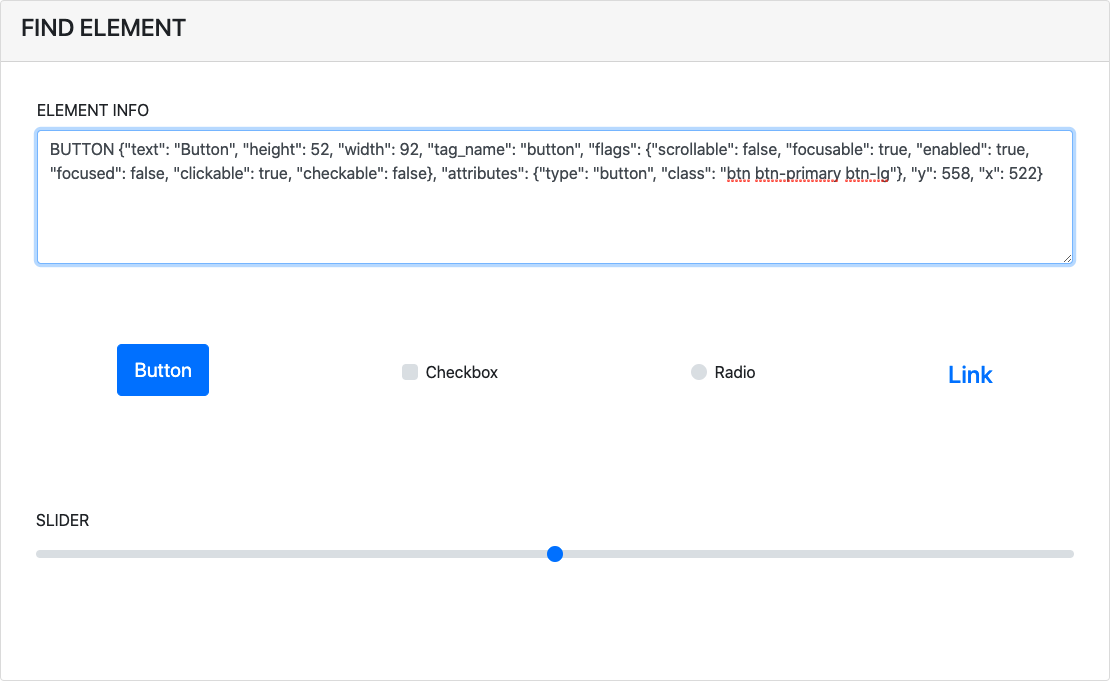 FIND ELEMENT
ELEMENT INFO
BUTTON {"text": "Button", "height": 52, "width": 92, "tag_name": "button", "flags": {"scrollable": false, "focusable": true, "enabled": true,
"focused": false, "clickable": true, "checkable": false}, "attributes": {"type": "button", "class": "btn btn-primary btn-lg"}, "y": 558, "x": 522}
Button
Checkbox
Radio
Link
SLIDER